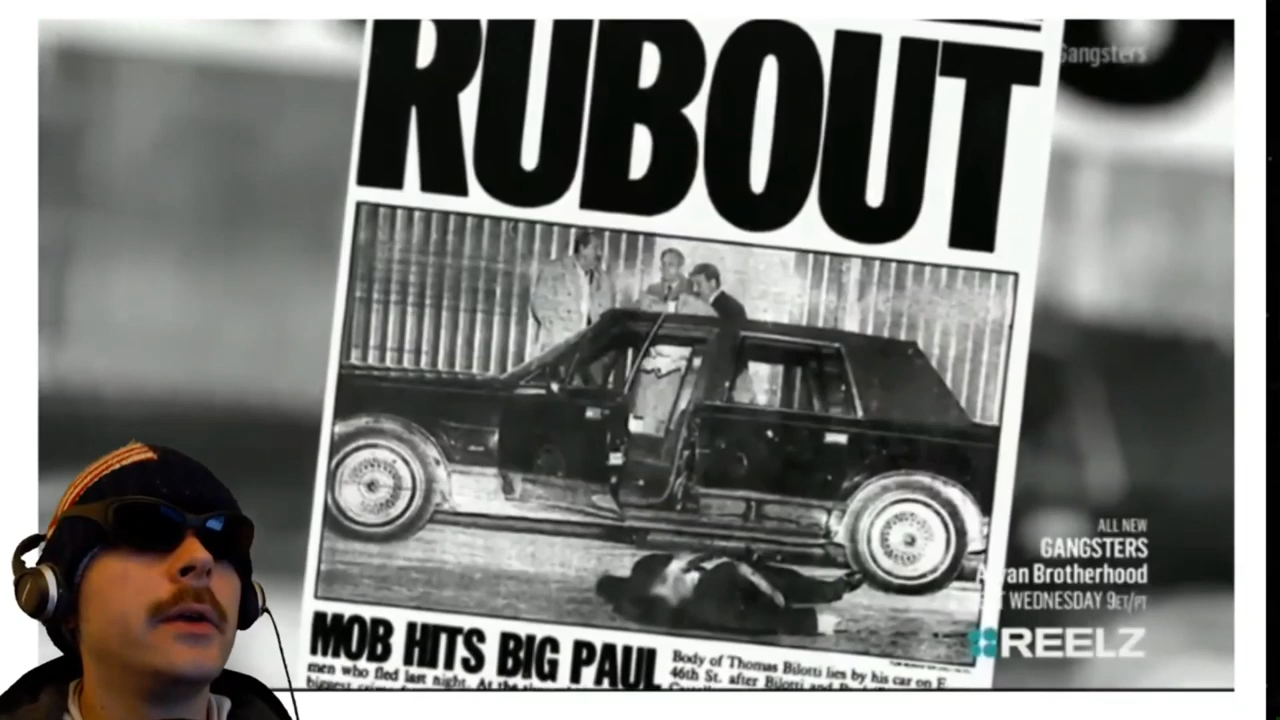 RUBOUT
Gangsters
MOB HITS BIG PAUL
men who fled last night. At the
Body of Thomas Bilotti lies by his car on E.
46th St. after Bilotti and
ALL NEW
GANGSTERS
Aryan Brotherhood
WEDNESDAY 9ET/PT
REELZ